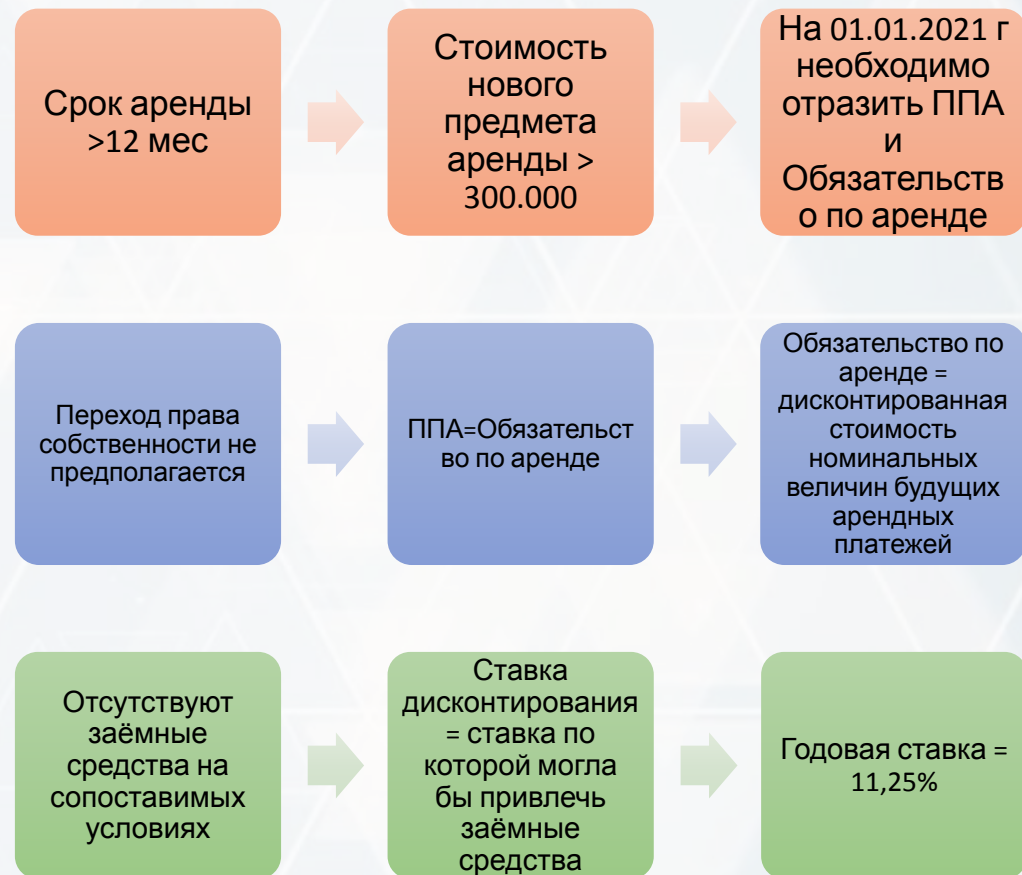 Срок аренды
>12 мес
Стоимость
нового
предмета
аренды >
300.000
На 01.01.2021 г
необходимо
отразить ППА
и
Обязательств
о по аренде
Переход права
собственности не
предполагается
ППА=Обязательст
во по аренде
Обязательство по
аренде =
дисконтированная
стоимость
номинальных
величин будущих
арендных
платежей
Отсутствуют
заёмные
средства на
сопоставимых
условиях
Ставка
дисконтирования
= ставка по
которой могла
бы привлечь
заёмные
средства
Годовая ставка =
11,25%